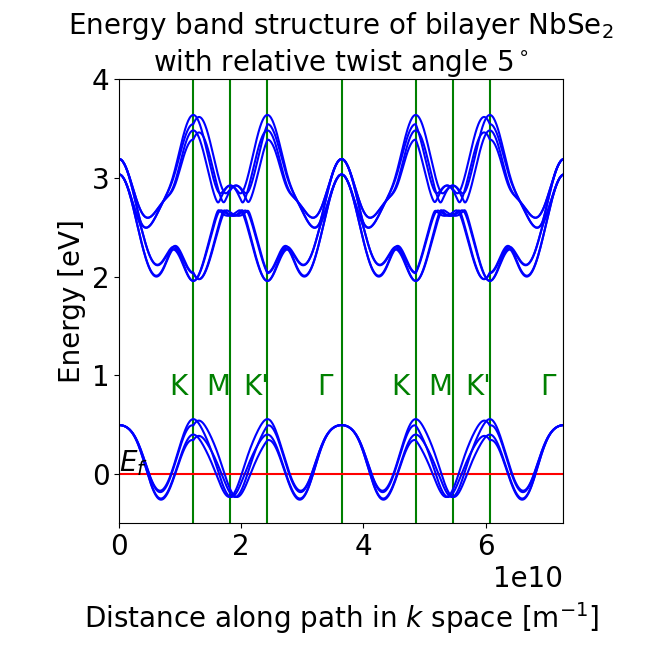 Energy band structure of bilayer NbSe₂
with relative twist angle 5°
Energy [eV]
4
3
2
1
0
K M K' Γ K M K' Γ
E_f
0 2 4 6
1e10
Distance along path in k space [m⁻¹]